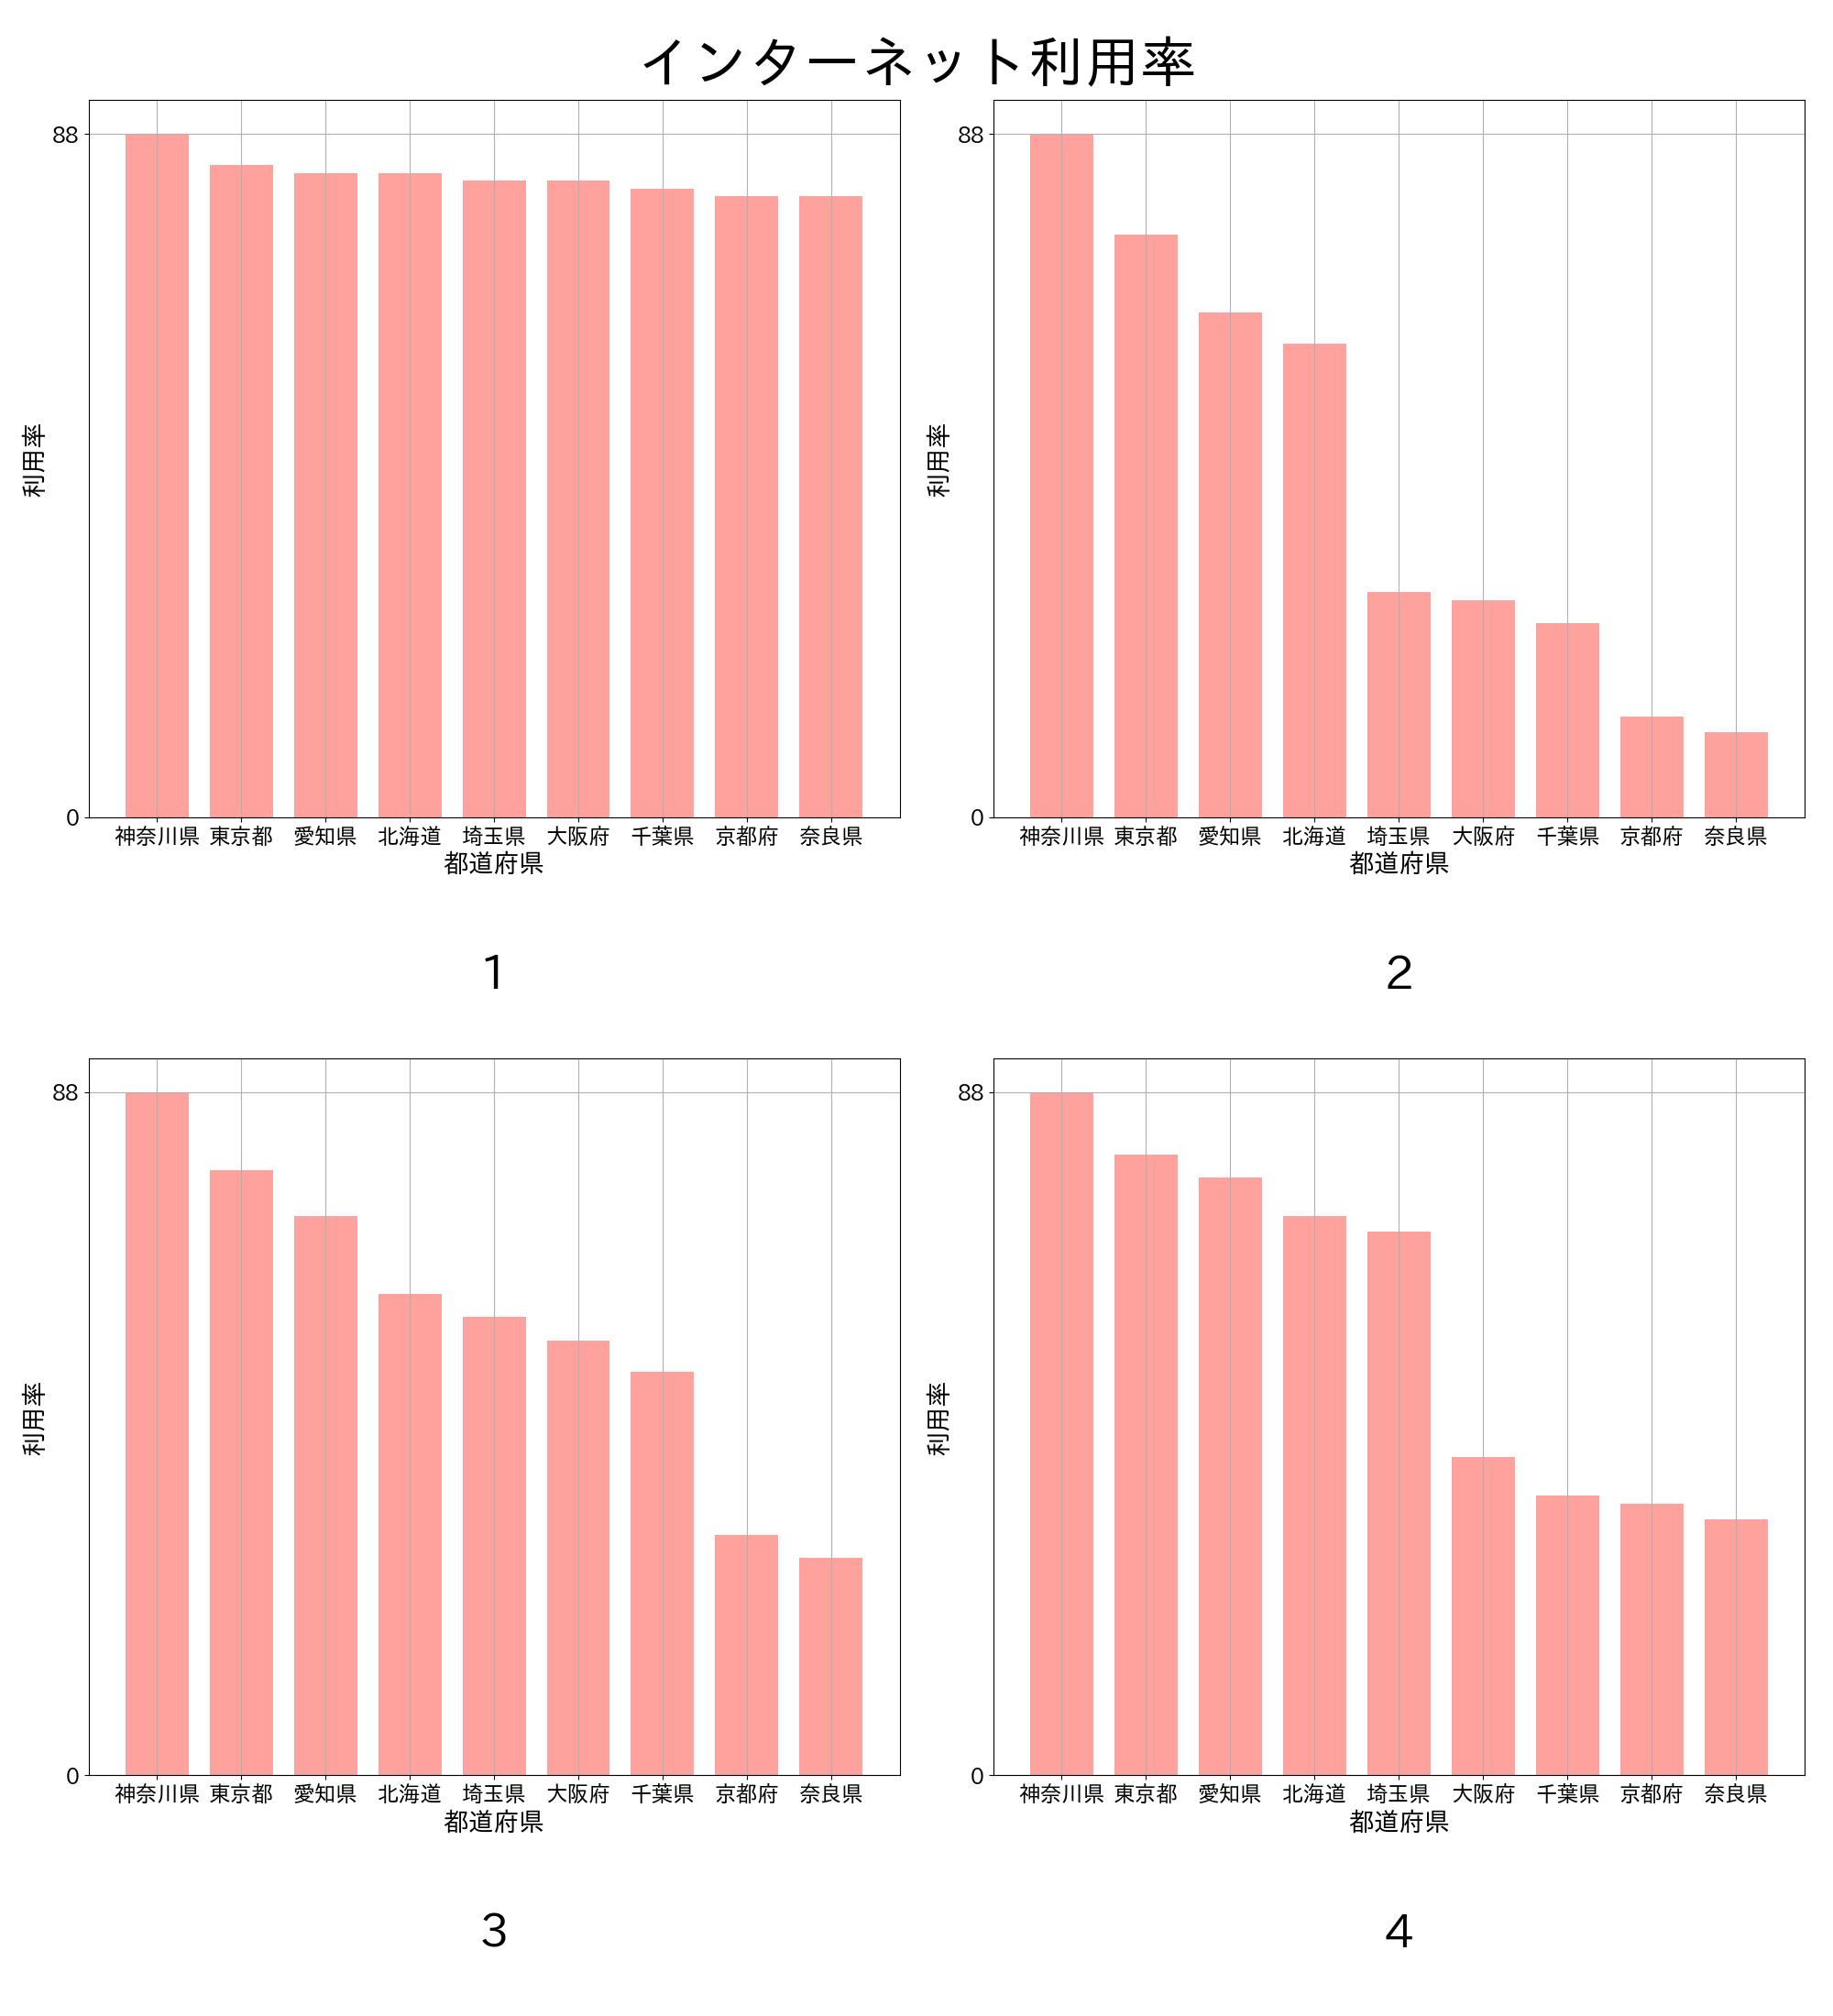 インターネット利用率
88
0
利用率
神奈川県 東京都 愛知県 北海道 埼玉県 大阪府 千葉県 京都府 奈良県
都道府県
1
88
0
利用率
神奈川県 東京都 愛知県 北海道 埼玉県 大阪府 千葉県 京都府 奈良県
都道府県
2
88
0
利用率
神奈川県 東京都 愛知県 北海道 埼玉県 大阪府 千葉県 京都府 奈良県
都道府県
3
88
0
利用率
神奈川県 東京都 愛知県 北海道 埼玉県 大阪府 千葉県 京都府 奈良県
都道府県
4